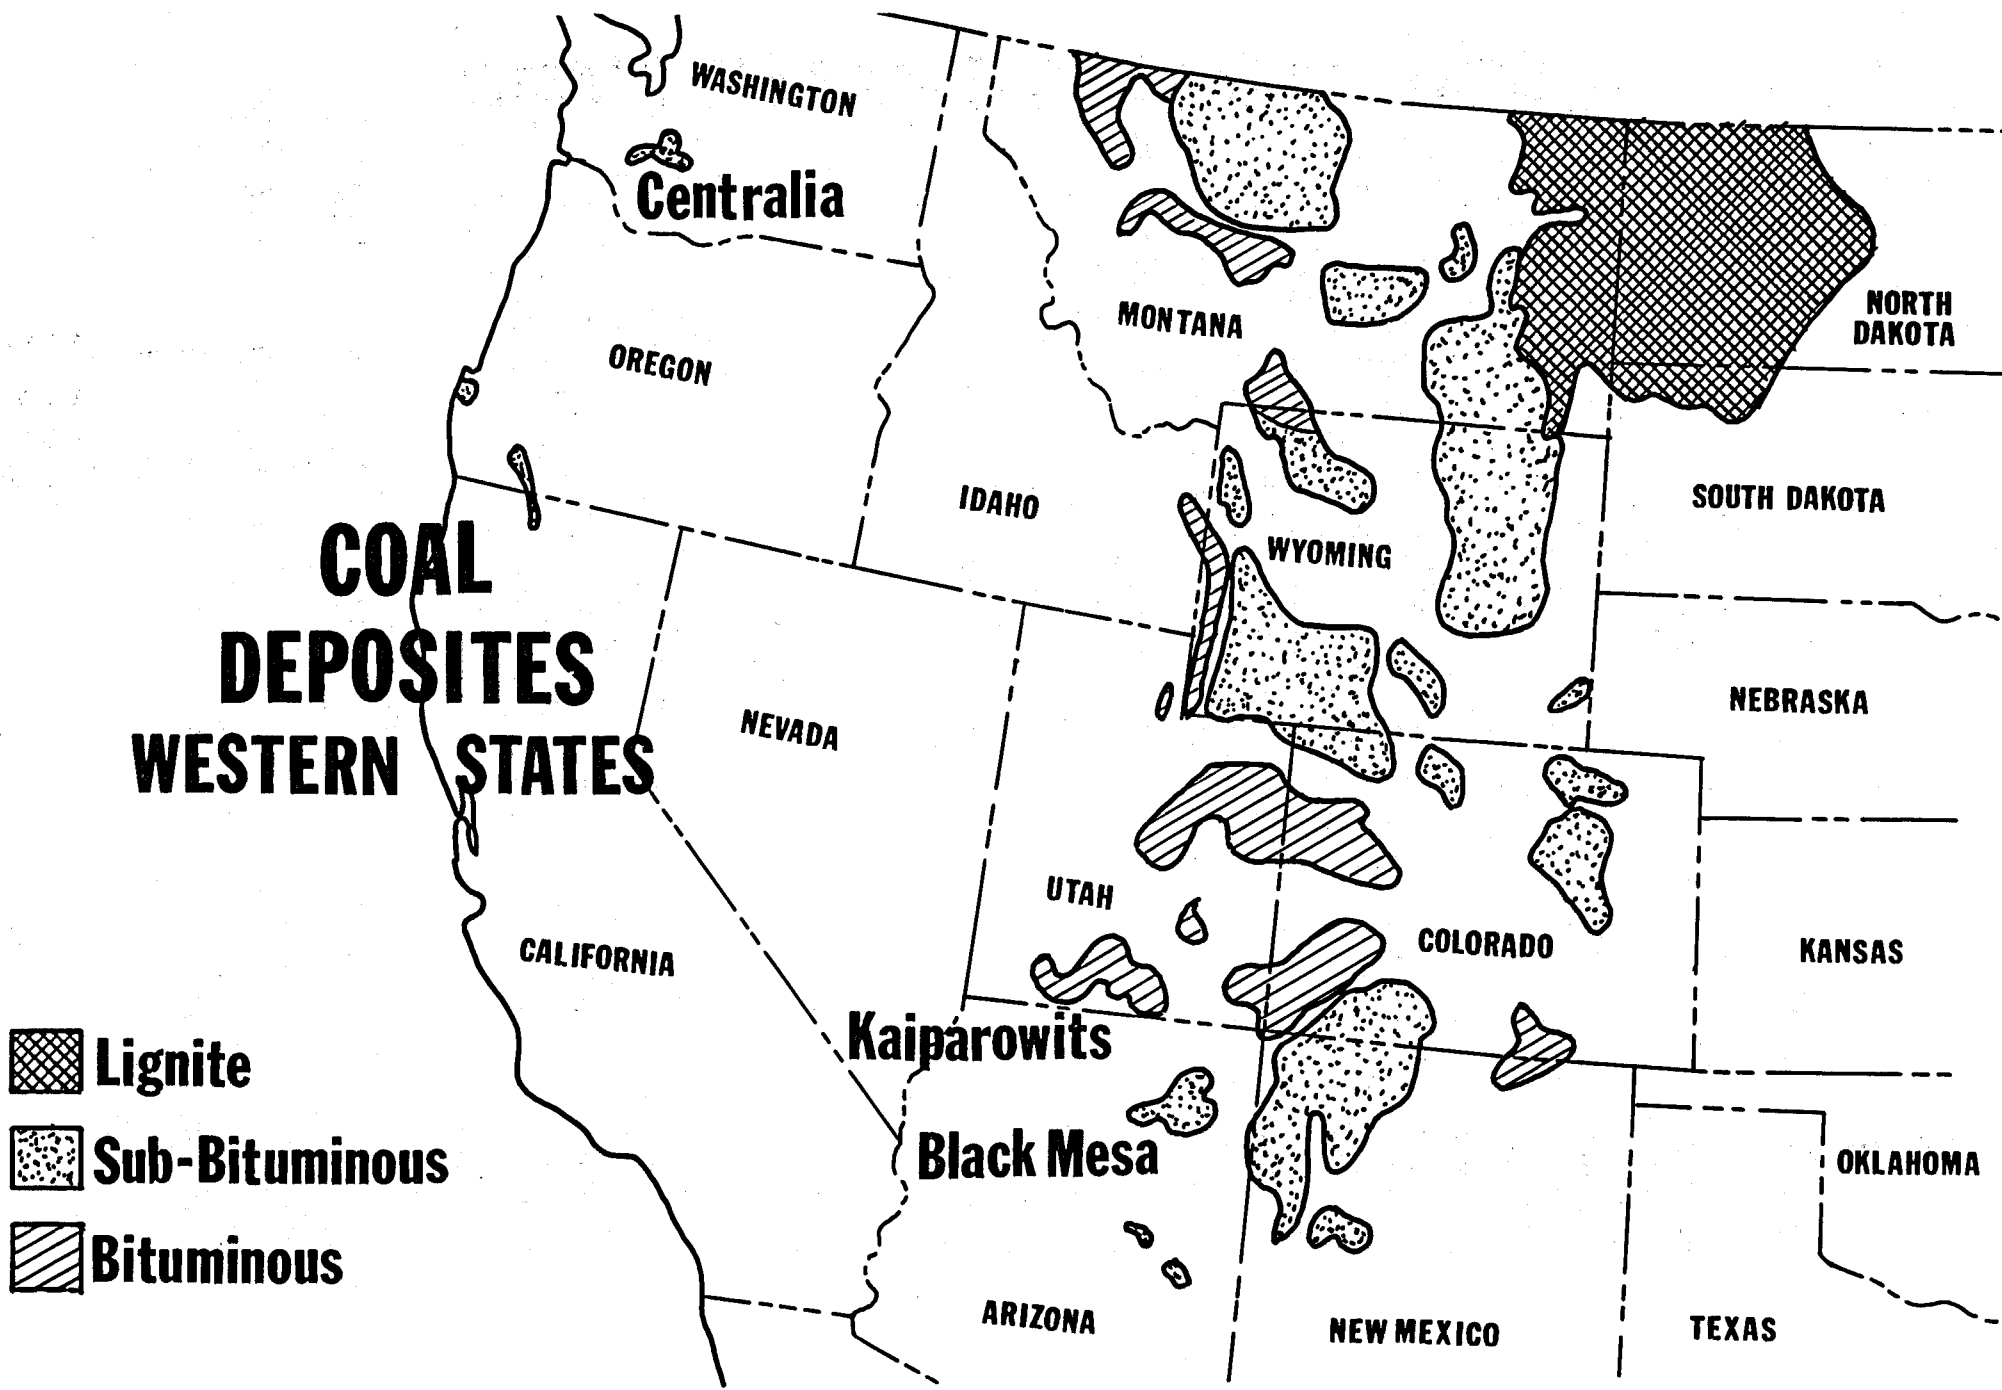 WASHINGTON
Centralia
MONTANA
NORTH
DAKOTA
OREGON
IDAHO
SOUTH DAKOTA
WYOMING
COAL
DEPOSITES
WESTERN STATES
NEVADA
NEBRASKA
UTAH
COLORADO
KANSAS
CALIFORNIA
Kaiparowits
Lignite
Black Mesa
Sub-Bituminous
OKLAHOMA
Bituminous
ARIZONA
NEW MEXICO
TEXAS